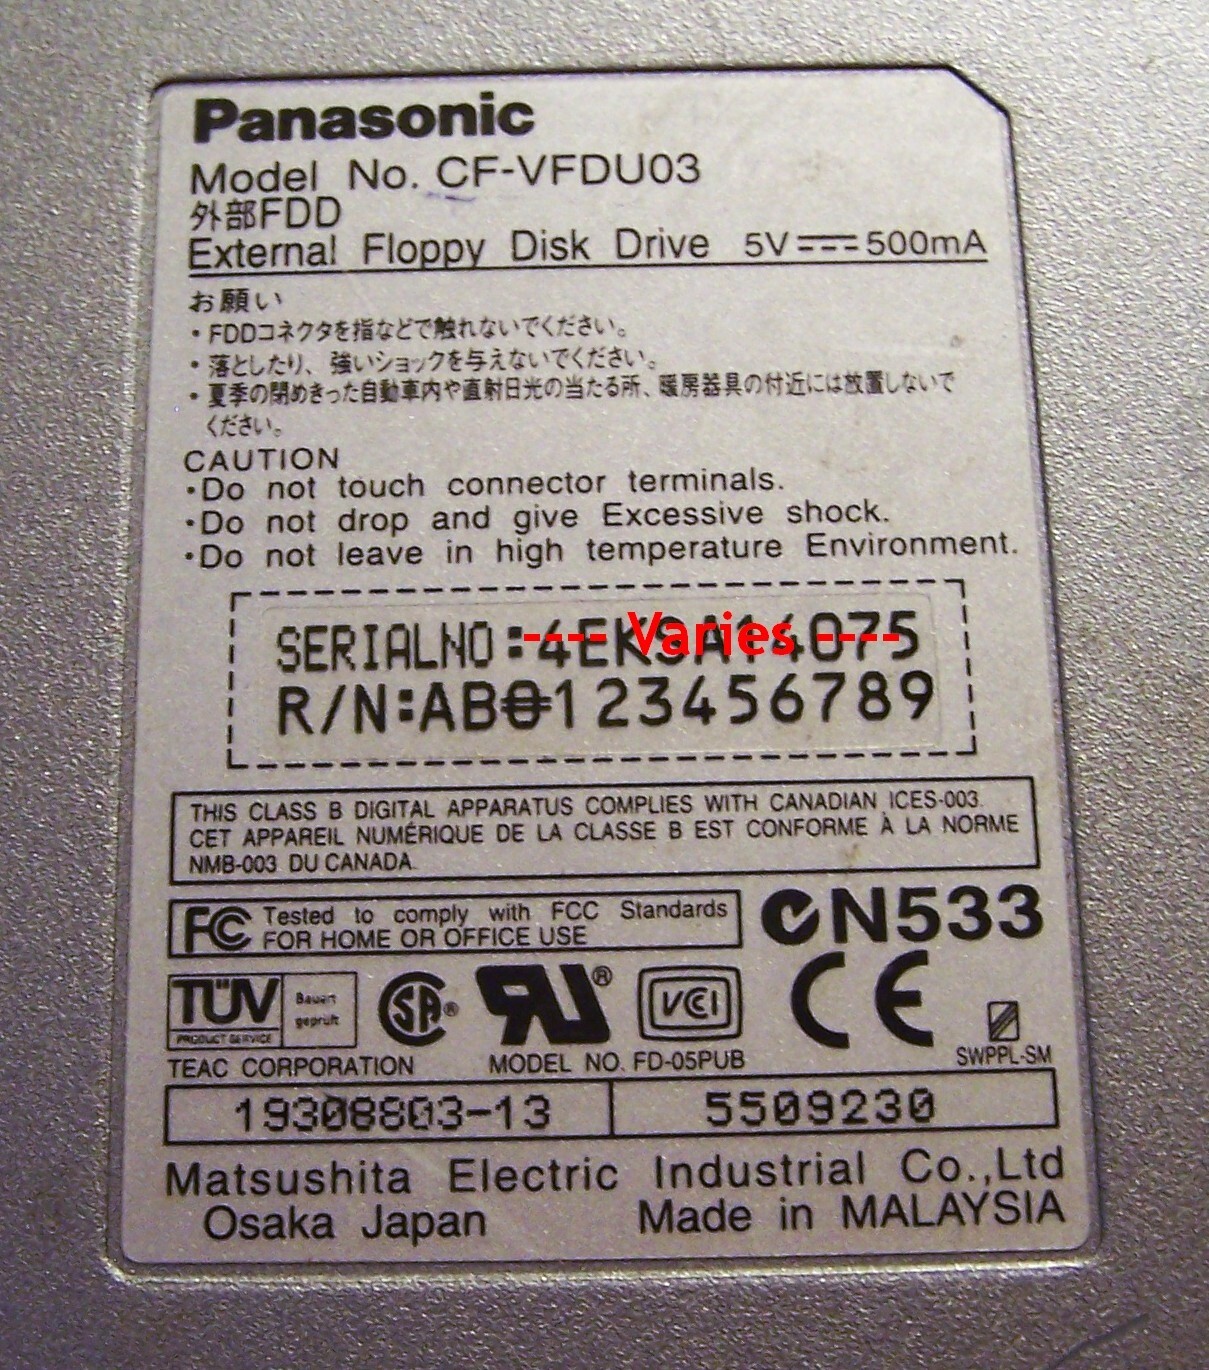 Panasonic
Model No. CF-VFDU03
外部FDD
External Floppy Disk Drive 5V 500mA
お願い
・FDDコネクタを指などで触れないでください。
・落としたり、強いショックを与えないでください。
・夏季の閉めきった自動車内や直射日光の当たる所、暖房器具の付近には放置しないで
ください。
CAUTION
・Do not touch connector terminals.
・Do not drop and give Excessive shock.
・Do not leave in high temperature Environment.
SERIALNO:4EKSA14075
---- Varies ----
R/N:AB0123456789
THIS CLASS B DIGITAL APPARATUS COMPLIES WITH CANADIAN ICES-003.
CET APPAREIL NUMÉRIQUE DE LA CLASSE B EST CONFORME À LA NORME
NMB-003 DU CANADA.
FC Tested to comply with FCC Standards
FOR HOME OR OFFICE USE
N533
TÜV Bauart
geprüft
PRODUCT SERVICE
SA®
UR®
VCI
CE
SWPPL-SM
TEAC CORPORATION MODEL NO. FD-05PUB
19308803-13 5509230
Matsushita Electric Industrial Co.,Ltd
Osaka Japan Made in MALAYSIA